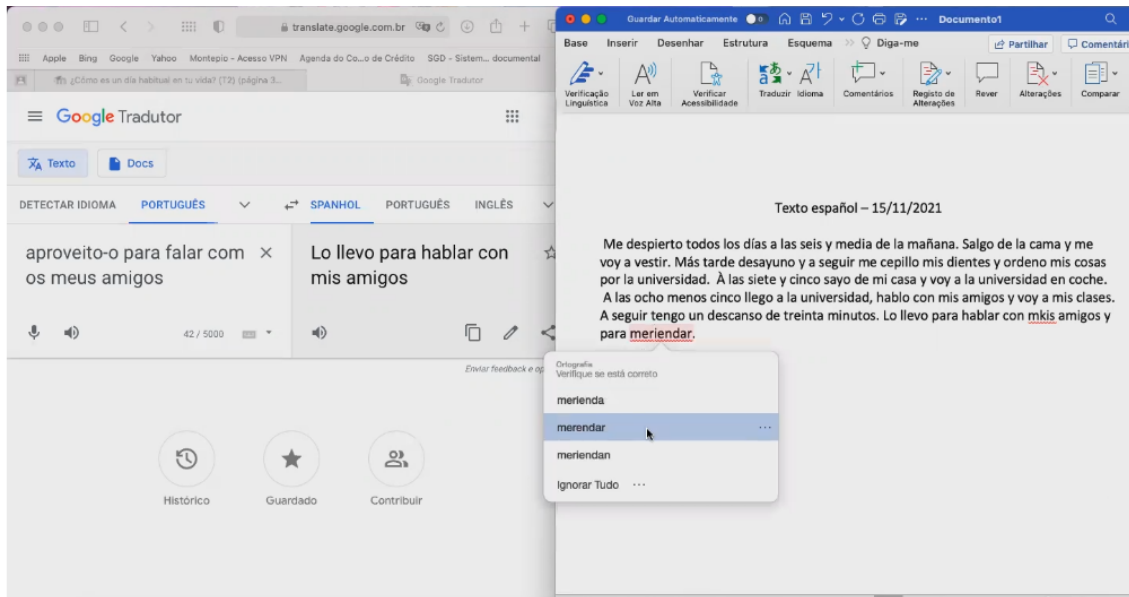 translate.google.com.br
Apple Bing Google Yahoo Montepio - Acesso VPN Agenda do Co...o de Crédito SGD - Sistem... documental
¿Cómo es un día habitual en tu vida? (T2) (página 3...
Google Tradutor
Google Tradutor
Texto
Docs
DETECTAR IDIOMA PORTUGUÊS SPANHOL PORTUGUÊS INGLÊS
aproveito-o para falar com
os meus amigos
Lo llevo para hablar con
mis amigos
42 / 5000
Enviar feedback e
Histórico
Guardado
Contribuir
Guardar Automaticamente
Documento1
Base Inserir Desenhar Estrutura Esquema Diga-me Partilhar Comentári
Verificação
Linguística
Ler em
Voz Alta
Verificar
Acessibilidade
Traduzir Idioma
Comentários
Registo de
Alterações
Rever
Alterações
Comparar
Texto español – 15/11/2021
Me despierto todos los días a las seis y media de la mañana. Salgo de la cama y me
voy a vestir. Más tarde desayuno y a seguir me cepillo mis dientes y ordeno mis cosas
por la universidad. À las siete y cinco sayo de mi casa y voy a la universidad en coche.
A las ocho menos cinco llego a la universidad, hablo con mis amigos y voy a mis clases.
A seguir tengo un descanso de treinta minutos. Lo llevo para hablar con mkis amigos y
para meriendar.
Ortografia
Verifique se está correto
merienda
merendar
meriendan
Ignorar Tudo